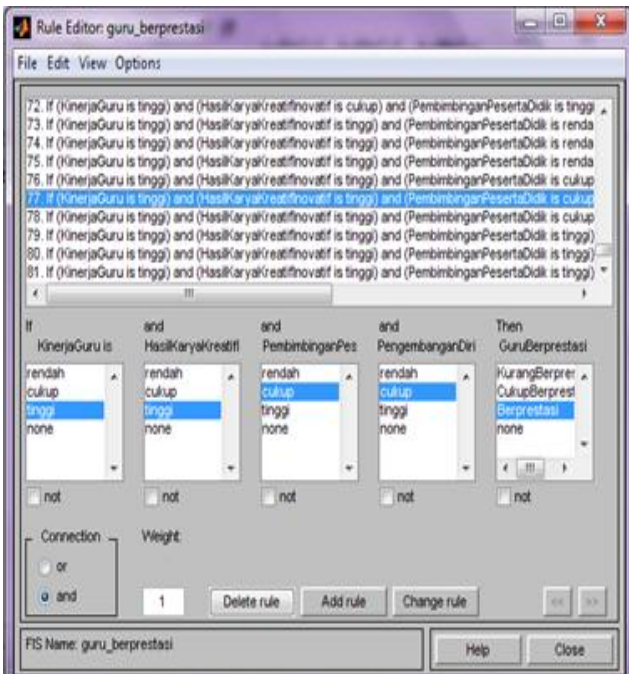 Rule Editor: guru_berprestasi
File Edit View Options
72. If (KinerjaGuru is tinggi) and (HasilKaryaKreatifInovatif is cukup) and (PembimbinganPesertaDidik is tinggi
73. If (KinerjaGuru is tinggi) and (HasilKaryaKreatifInovatif is tinggi) and (PembimbinganPesertaDidik is renda
74. If (KinerjaGuru is tinggi) and (HasilKaryaKreatifInovatif is tinggi) and (PembimbinganPesertaDidik is renda
75. If (KinerjaGuru is tinggi) and (HasilKaryaKreatifInovatif is tinggi) and (PembimbinganPesertaDidik is renda
76. If (KinerjaGuru is tinggi) and (HasilKaryaKreatifInovatif is tinggi) and (PembimbinganPesertaDidik is cukup
77. If (KinerjaGuru is tinggi) and (HasilKaryaKreatifInovatif is tinggi) and (PembimbinganPesertaDidik is cukup
78. If (KinerjaGuru is tinggi) and (HasilKaryaKreatifInovatif is tinggi) and (PembimbinganPesertaDidik is cukup
79. If (KinerjaGuru is tinggi) and (HasilKaryaKreatifInovatif is tinggi) and (PembimbinganPesertaDidik is tinggi)
80. If (KinerjaGuru is tinggi) and (HasilKaryaKreatifInovatif is tinggi) and (PembimbinganPesertaDidik is tinggi)
81. If (KinerjaGuru is tinggi) and (HasilKaryaKreatifInovatif is tinggi) and (PembimbinganPesertaDidik is tinggi)
If and and and Then
KinerjaGuru is HasilKaryaKreatifI PembimbinganPes PengembanganDiri GuruBerprestasi
rendah rendah rendah rendah KurangBerpres
cukup cukup cukup cukup CukupBerprest
tinggi tinggi tinggi tinggi Berprestasi
none none none none none
not not not not not
Connection Weight:
or
and 1 Delete rule Add rule Change rule << >>
FIS Name: guru_berprestasi Help Close